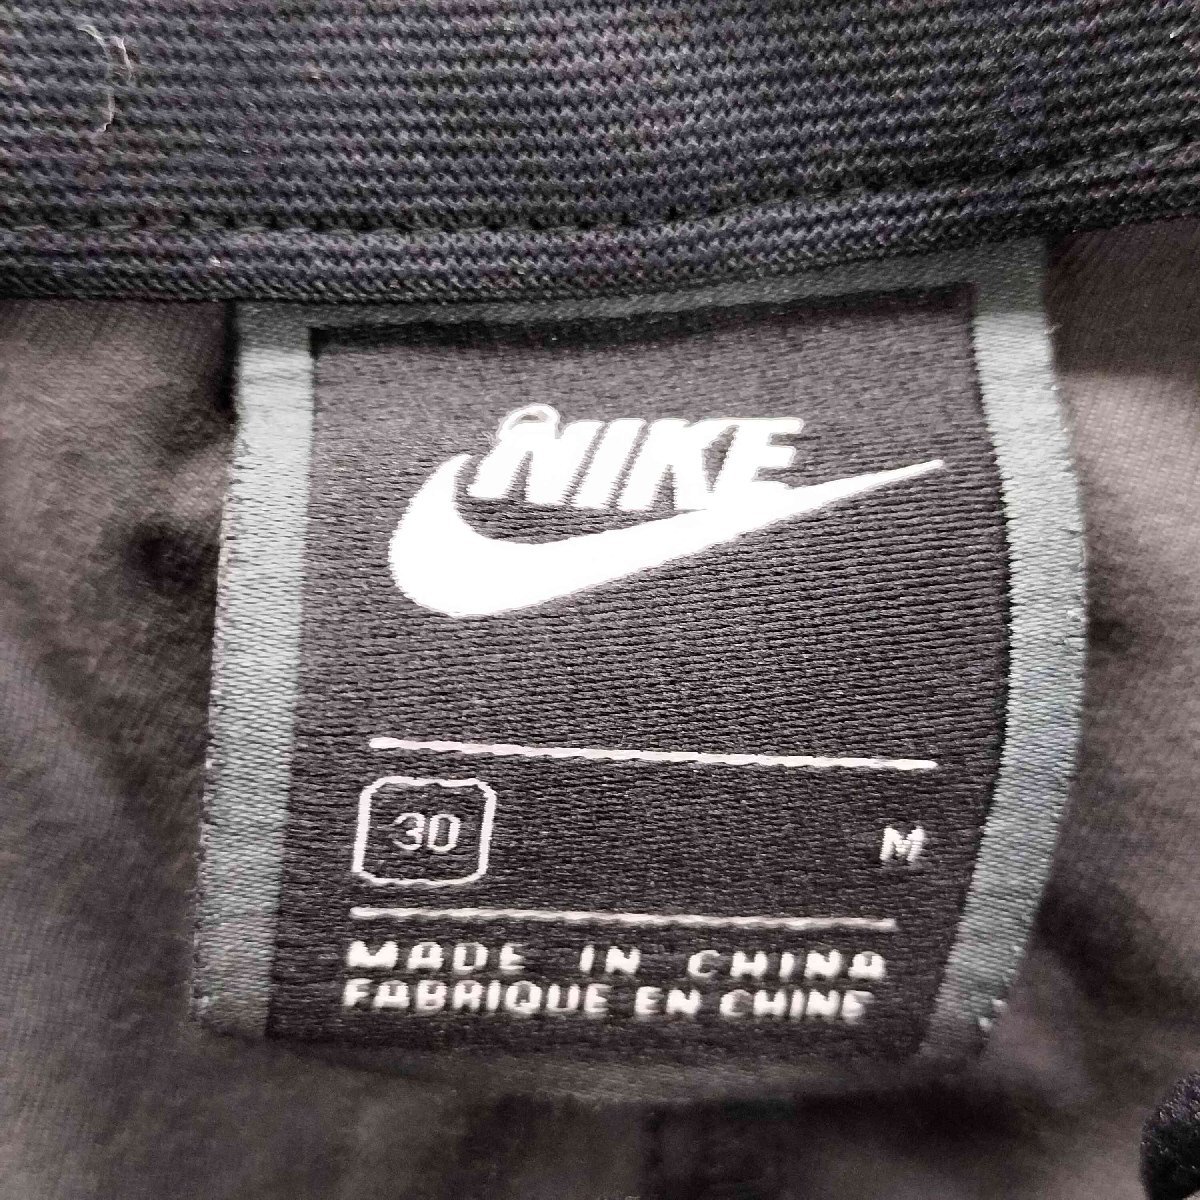 NIKE
30 M
MADE IN CHINA
FABRIQUE EN CHINE